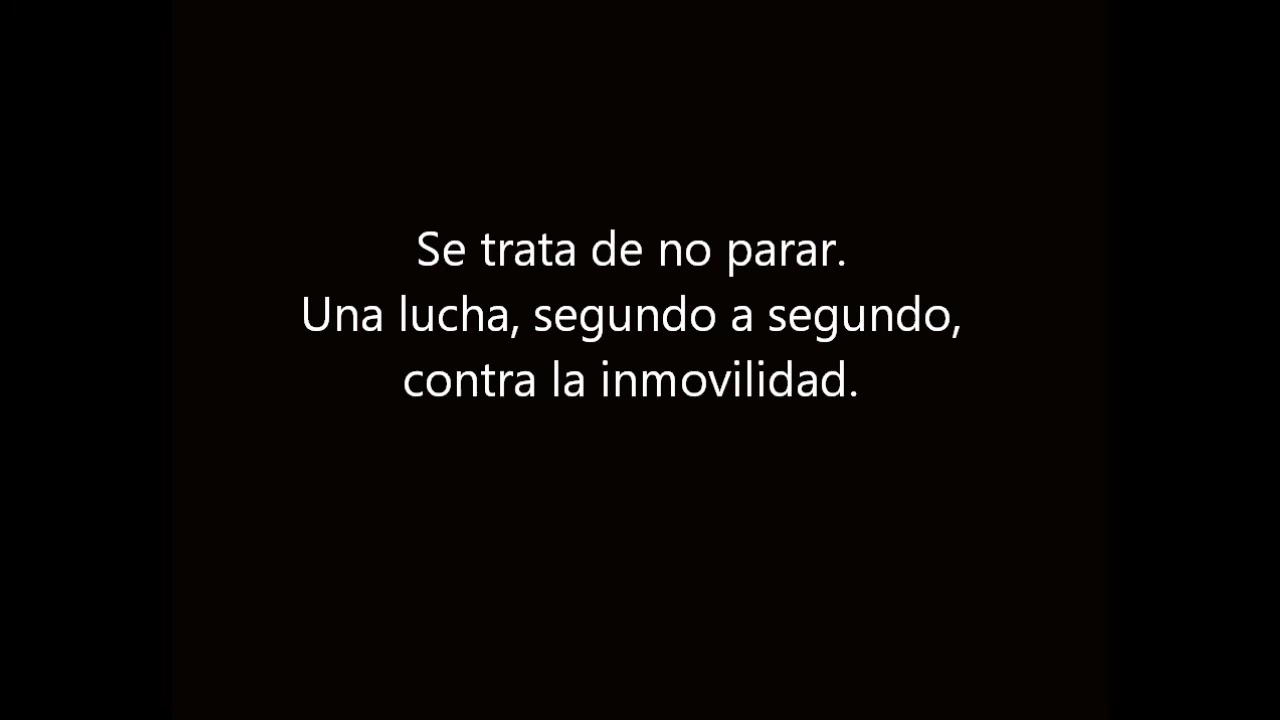 Se trata de no parar.
Una lucha, segundo a segundo,
contra la inmovilidad.